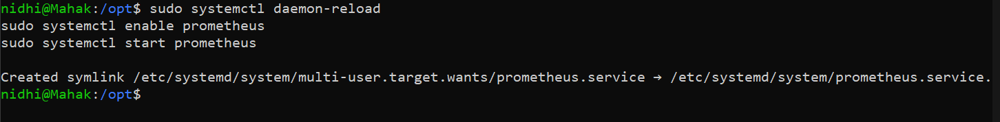 nidhi@Mahak:/opt$ sudo systemctl daemon-reload
sudo systemctl enable prometheus
sudo systemctl start prometheus
Created symlink /etc/systemd/system/multi-user.target.wants/prometheus.service → /etc/systemd/system/prometheus.service.
nidhi@Mahak:/opt$